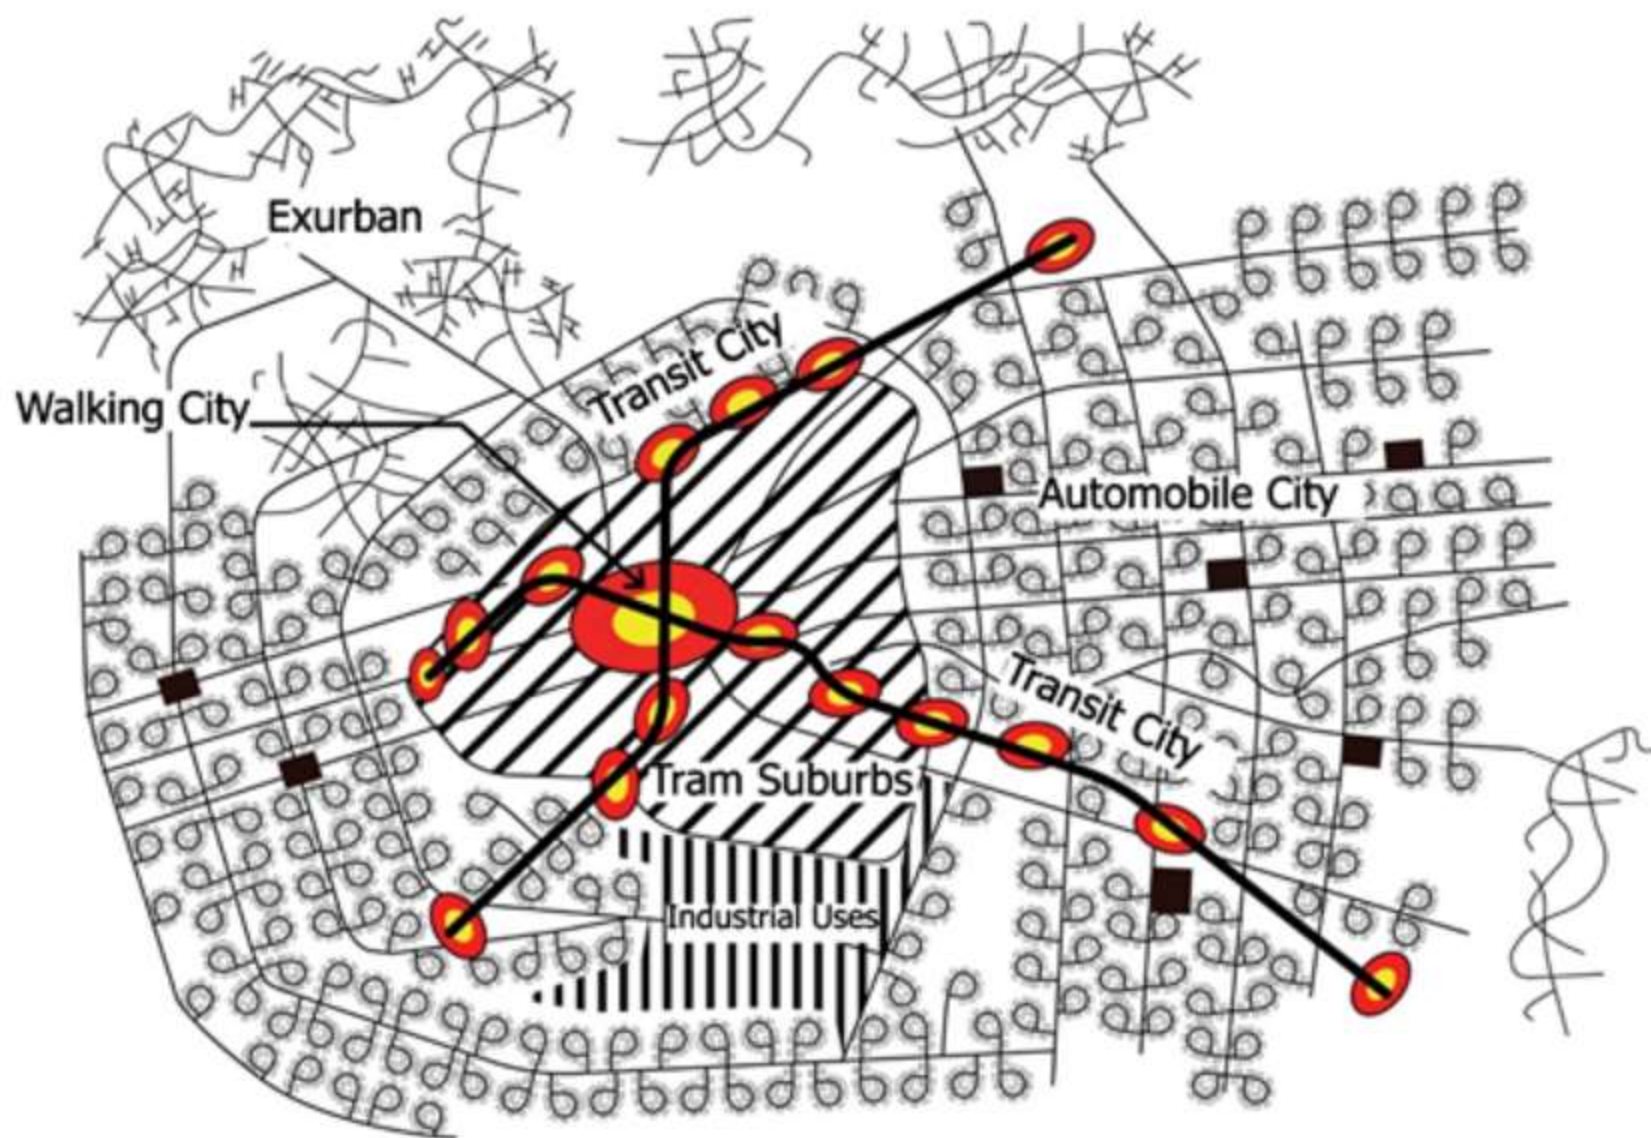 Exurban
Transit City
Walking City
Automobile City
Transit City
Tram Suburbs
Industrial Uses